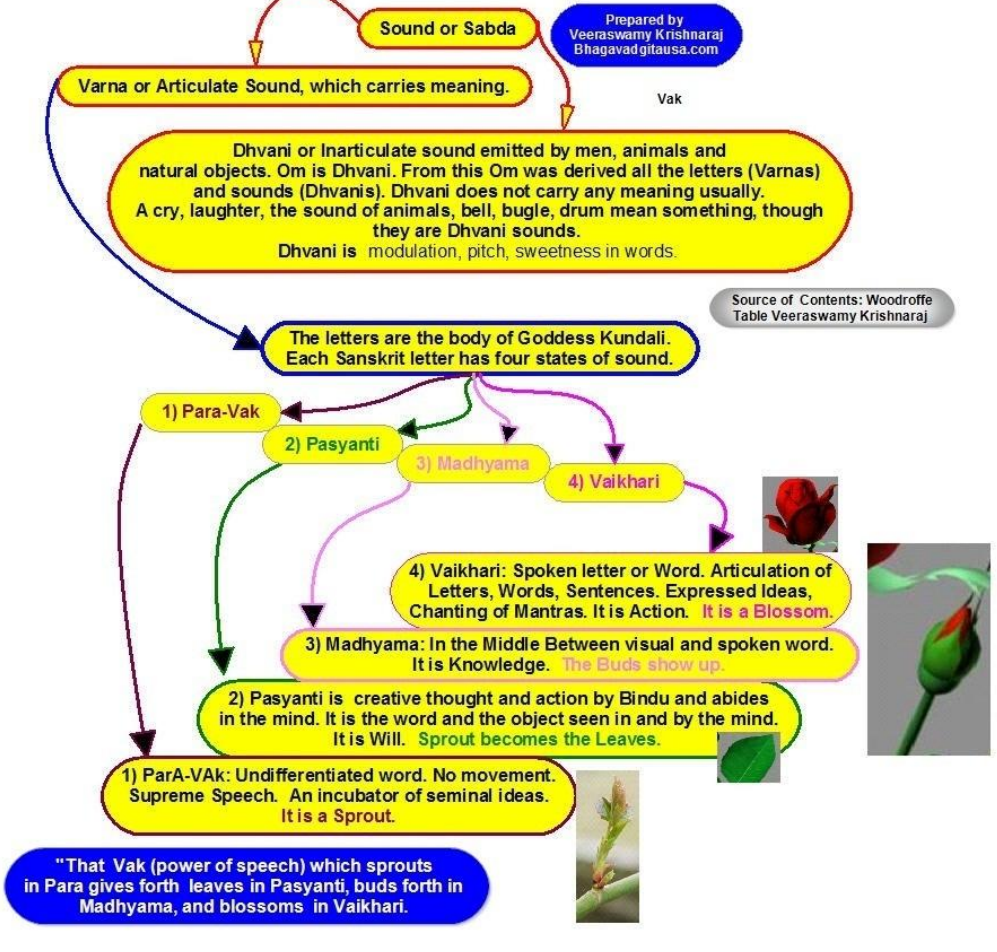 Sound or Sabda
Prepared by
Veeraswamy Krishnaraj
Bhagavadgitausa.com
Varna or Articulate Sound, which carries meaning.
Vak
Dhvani or Inarticulate sound emitted by men, animals and
natural objects. Om is Dhvani. From this Om was derived all the letters (Varnas)
and sounds (Dhvanis). Dhvani does not carry any meaning usually.
A cry, laughter, the sound of animals, bell, bugle, drum mean something, though
they are Dhvani sounds.
Dhvani is modulation, pitch, sweetness in words.
Source of Contents: Woodroffe
Table Veeraswamy Krishnaraj
The letters are the body of Goddess Kundali.
Each Sanskrit letter has four states of sound.
1) Para-Vak
2) Pasyanti
3) Madhyama
4) Vaikhari
4) Vaikhari: Spoken letter or Word. Articulation of
Letters, Words, Sentences. Expressed Ideas,
Chanting of Mantras. It is Action. It is a Blossom.
3) Madhyama: In the Middle Between visual and spoken word.
It is Knowledge. The Buds show up.
2) Pasyanti is creative thought and action by Bindu and abides
in the mind. It is the word and the object seen in and by the mind.
It is Will. Sprout becomes the Leaves.
1) ParA-VAk: Undifferentiated word. No movement.
Supreme Speech. An incubator of seminal ideas.
It is a Sprout.
"That Vak (power of speech) which sprouts
in Para gives forth leaves in Pasyanti, buds forth in
Madhyama, and blossoms in Vaikhari.